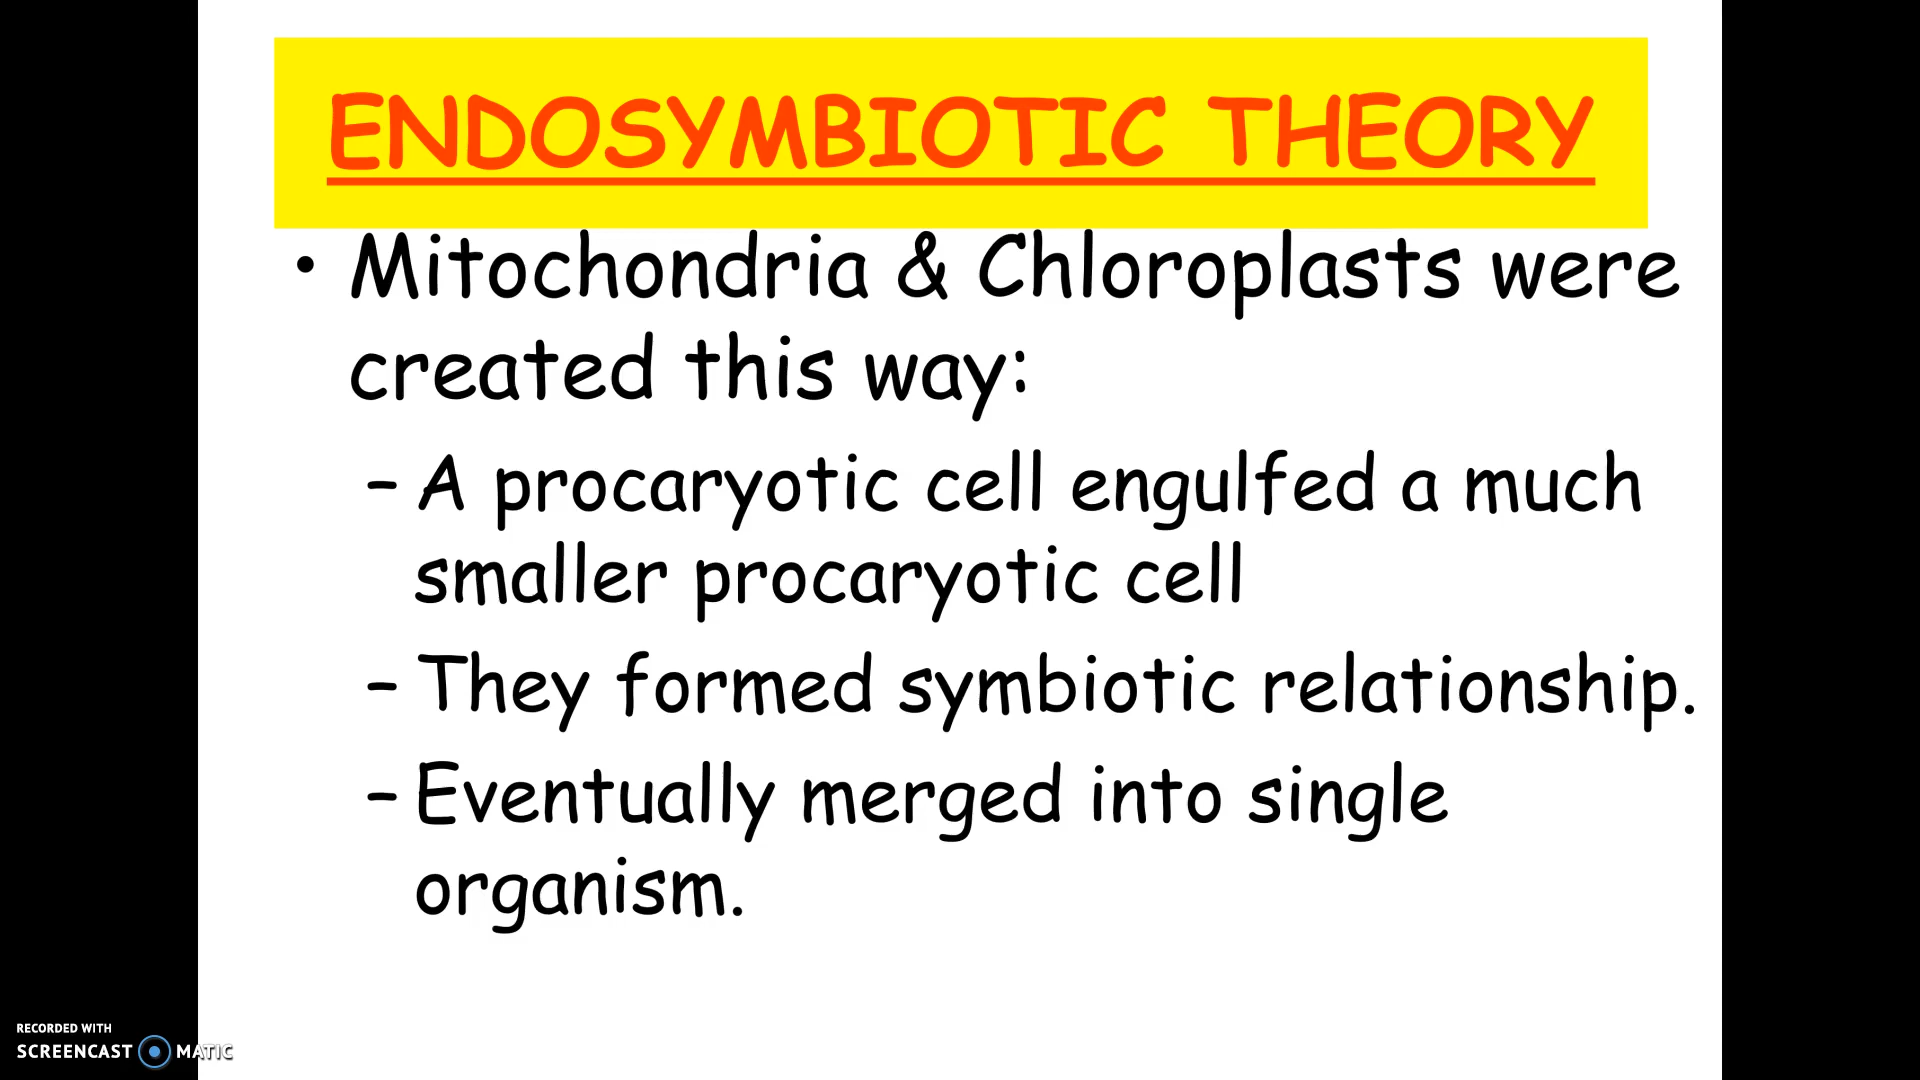 ENDOSYMBIOTIC THEORY
• Mitochondria & Chloroplasts were
created this way:
– A procaryotic cell engulfed a much
smaller procaryotic cell
– They formed symbiotic relationship.
– Eventually merged into single
organism.
RECORDED WITH
SCREENCAST MATIC